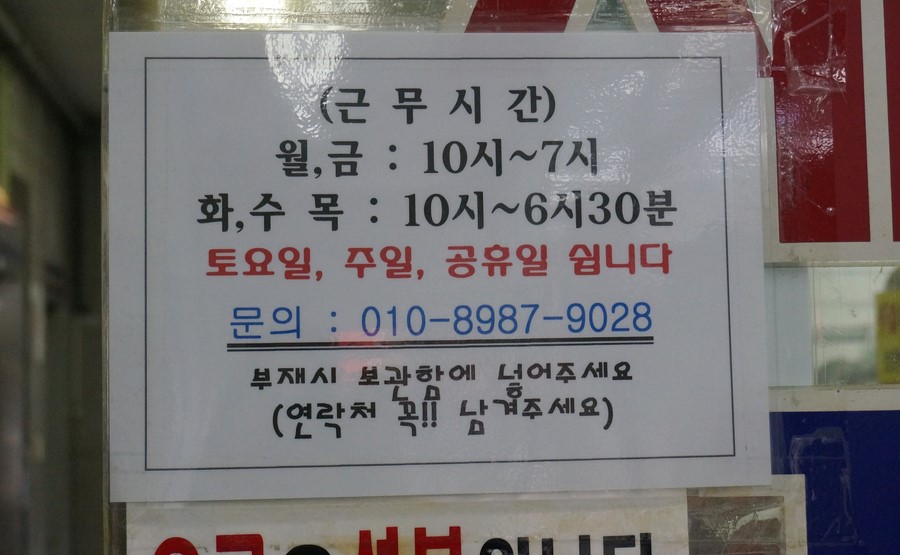 (근 무 시 간)
월,금 : 10시~7시
화,수 목 : 10시~6시30분
토요일, 주일, 공휴일 쉽니다
문의 : 010-8987-9028
부재시 보관함에 넣어주세요
(연락처 꼭!! 남겨주세요)